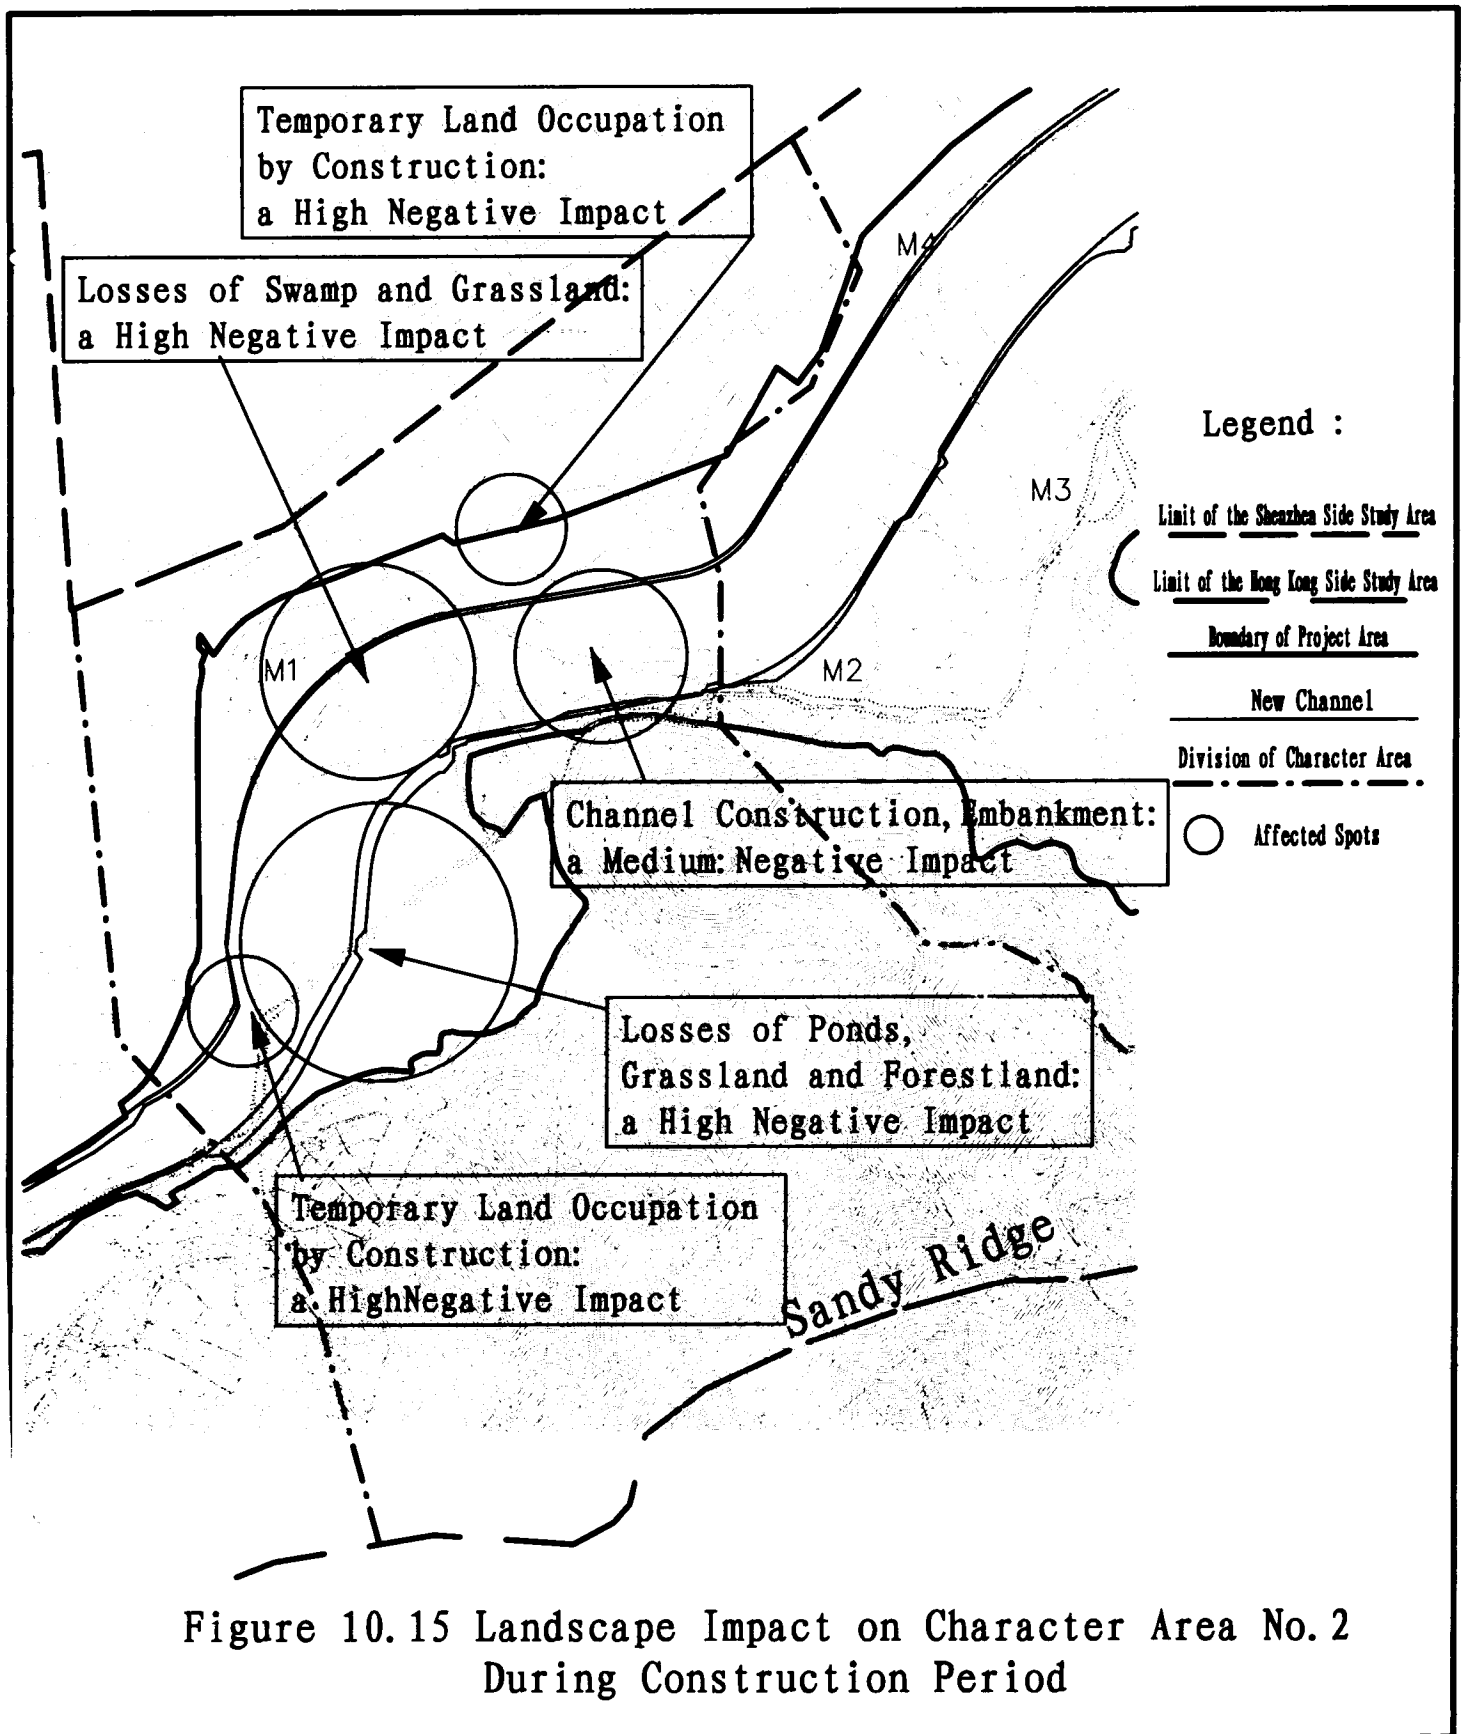 Temporary Land Occupation
by Construction:
a High Negative Impact
Losses of Swamp and Grassland:
a High Negative Impact
M4
Legend :
M3
Limit of the Shenzhen Side Study Area
Limit of the Hong Kong Side Study Area
Boundary of Project Area
M1
M2
New Channel
Division of Character Area
Channel Construction, Embankment:
a Medium: Negative Impact
Affected Spots
Losses of Ponds,
Grassland and Forestland:
a High Negative Impact
Temporary Land Occupation
by Construction:
a HighNegative Impact
Sandy Ridge
Figure 10.15 Landscape Impact on Character Area No.2
During Construction Period